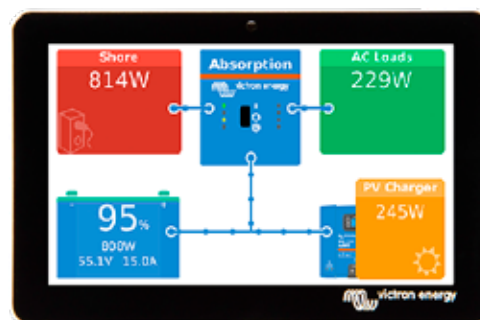 Shore
814W
Absorption
victron energy
AC Loads
229W
95%
800W
55.1V 15.0A
PV Charger
245W
victron energy